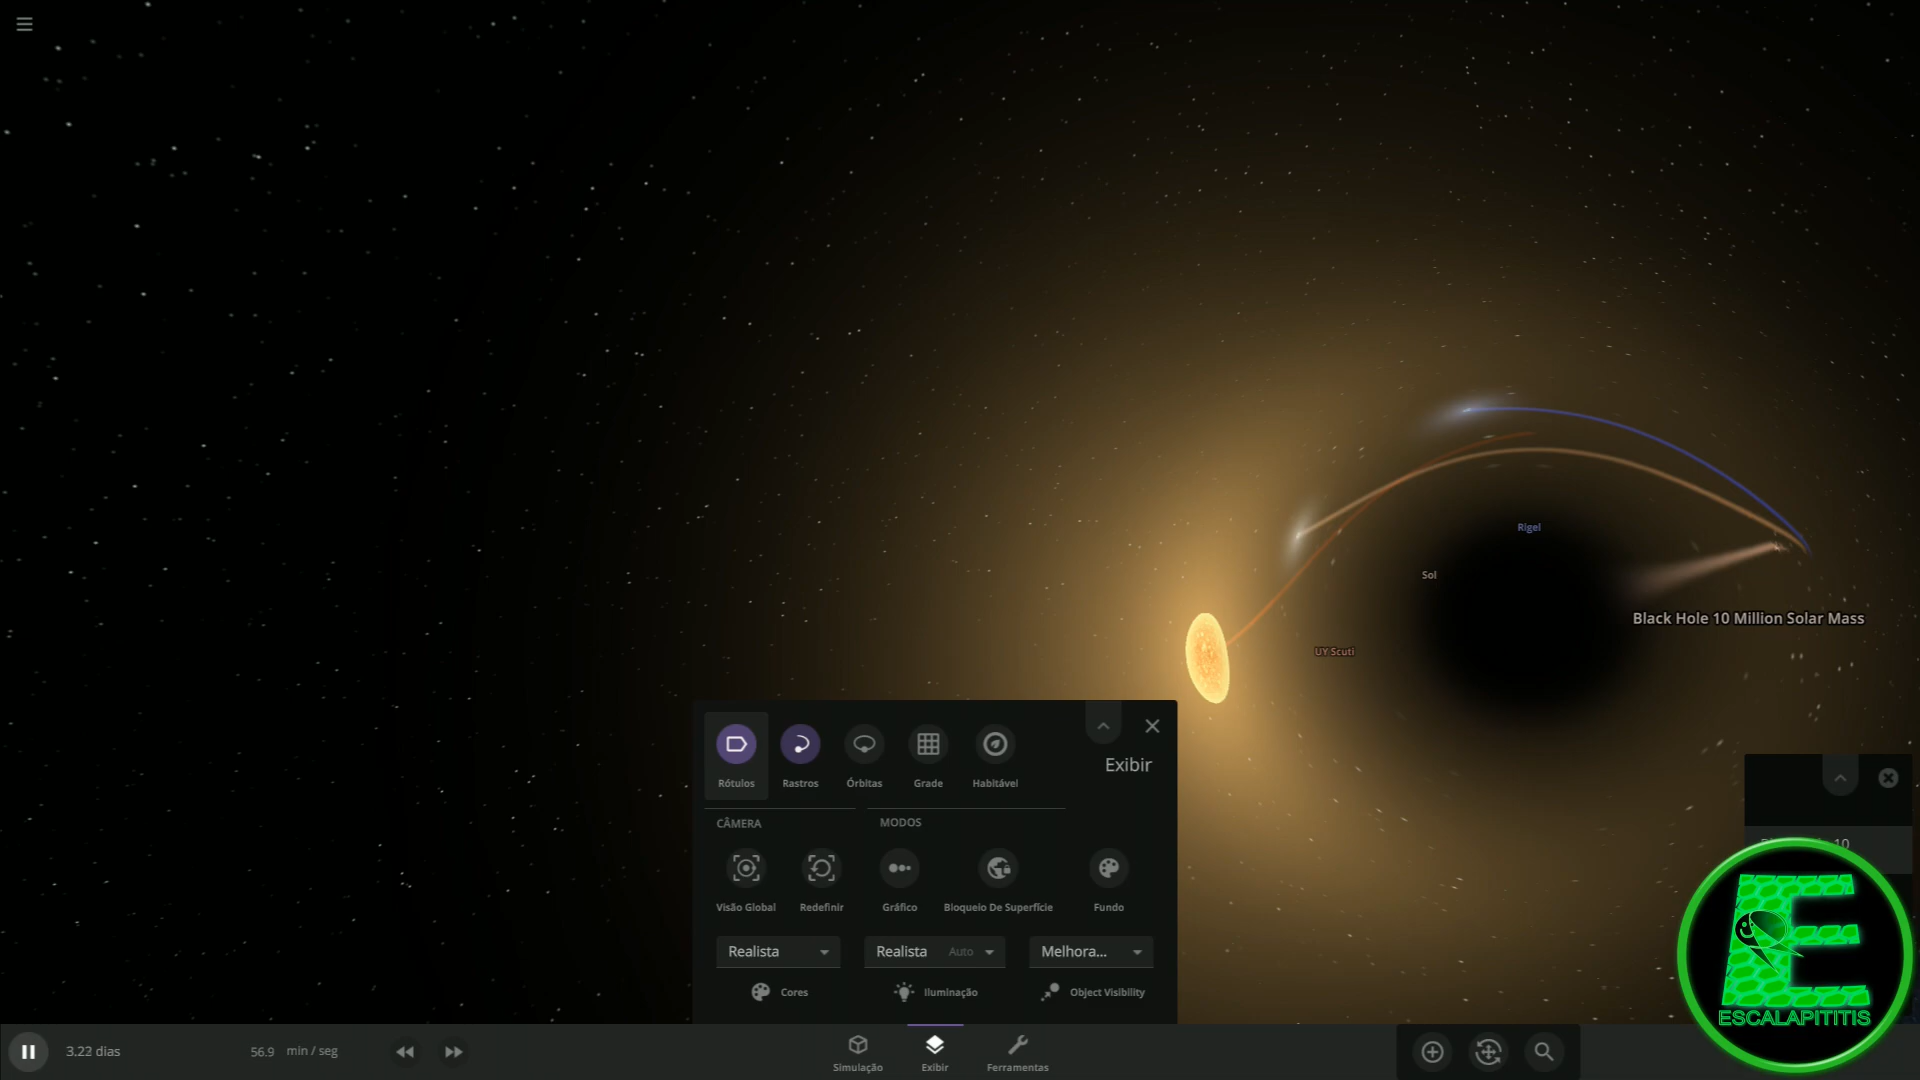 Rigel
Sol
Black Hole 10 Million Solar Mass
UY Scuti
Rótulos
Rastros
Órbitas
Grade
Habitável
Exibir
CÂMERA
MODOS
Visão Global
Redefinir
Gráfico
Bloqueio De Superfície
Fundo
Realista
Realista Auto
Melhora...
Cores
Iluminação
Object Visibility
10
ESCALAPITITIS
3.22 dias
56.9 min / seg
Simulação
Exibir
Ferramentas